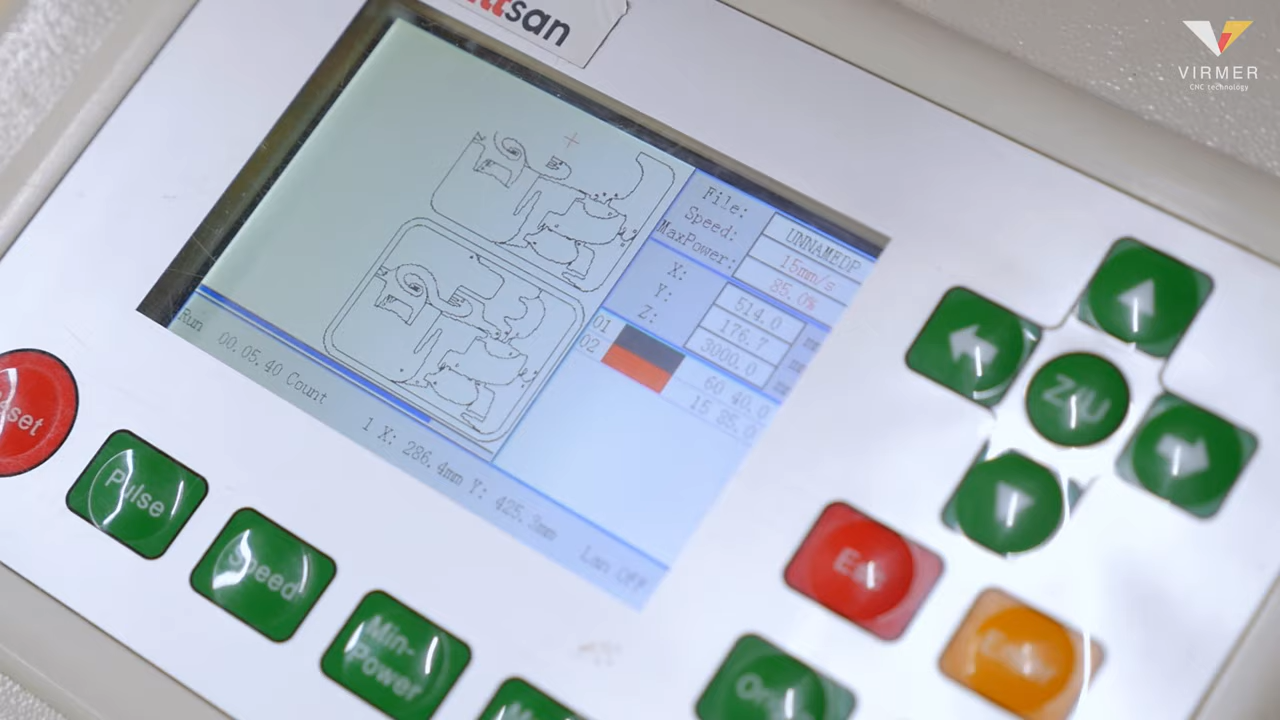 san
VIRMER
CNC technology
File:
UNNAMEDP
Speed:
15mm/s
MaxPower:
85.0%
X:
514.0
Y:
176.7
Z:
3000.0
01
60 40.0
02
15 85.0
Run 00.05.40 Count
1 X: 286.4mm Y: 425.3mm
Lan Off
Z/U
Pulse
Speed
Min-
Power